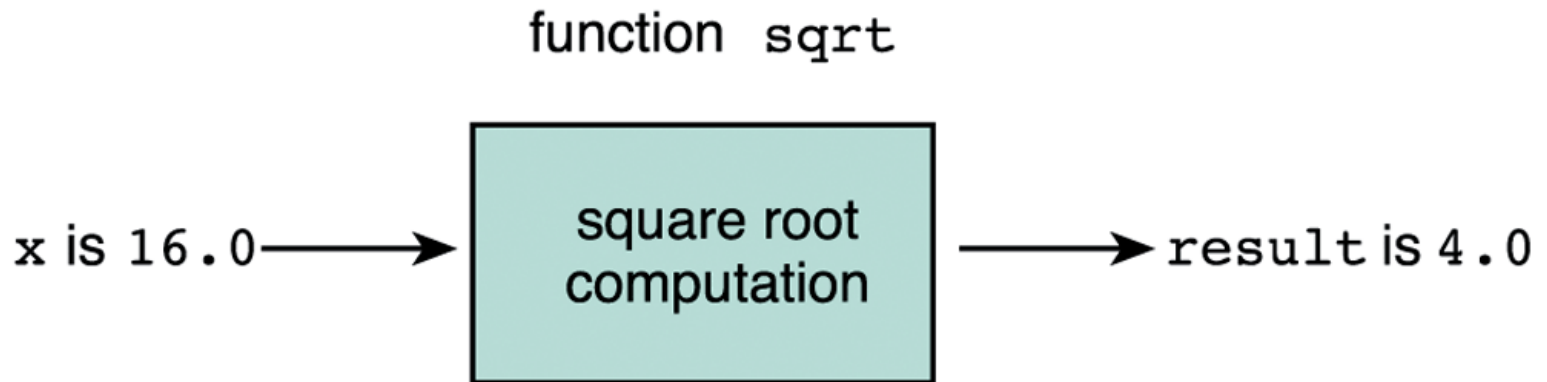 function sqrt
x is 16.0
square root
computation
result is 4.0